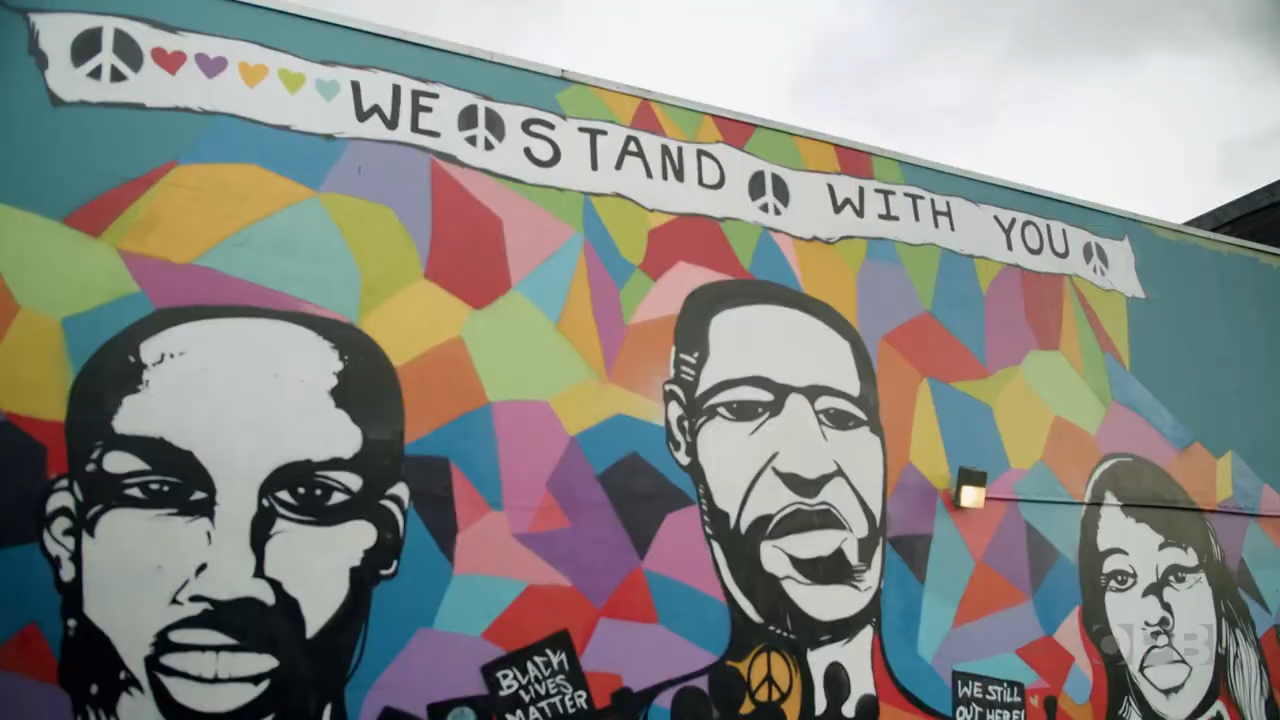 WE STAND WITH YOU
BLACK
LIVES
MATTER
WE STILL
OUT HERE!